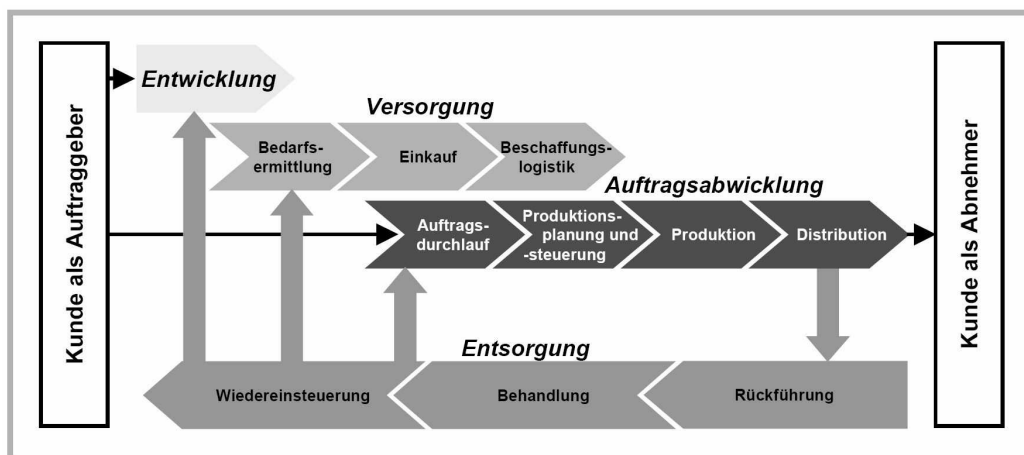 Kunde als Auftraggeber
Entwicklung
Versorgung
Bedarfs-
ermittlung
Einkauf
Beschaffungs-
logistik
Auftragsabwicklung
Auftrags-
durchlauf
Produktions-
planung und
-steuerung
Produktion
Distribution
Entsorgung
Wiedereinsteuerung
Behandlung
Rückführung
Kunde als Abnehmer